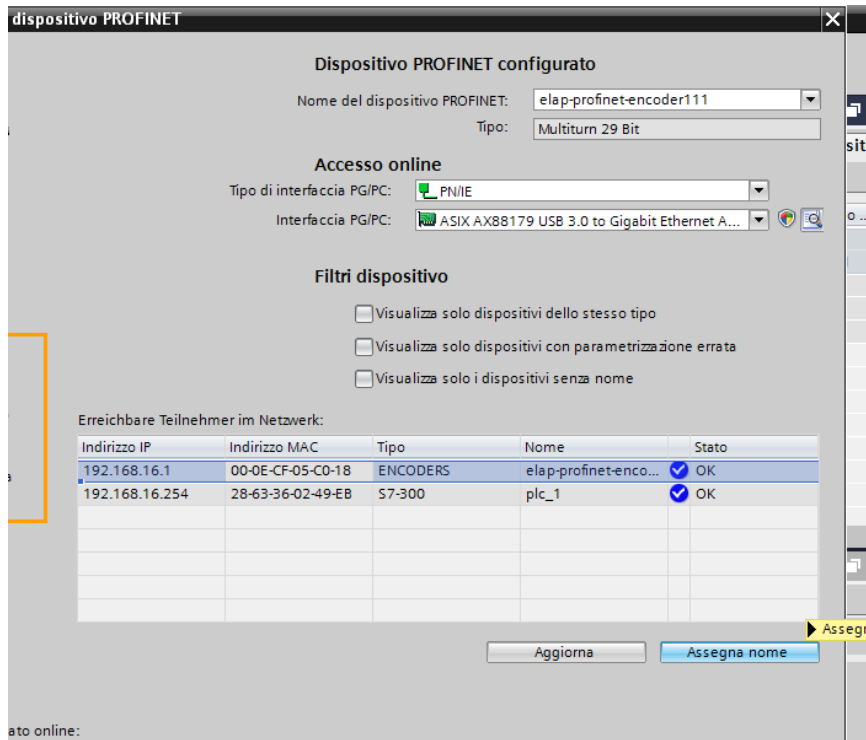 dispositivo PROFINET
Dispositivo PROFINET configurato
Nome del dispositivo PROFINET: elap-profinet-encoder111
Tipo: Multiturn 29 Bit
Accesso online
Tipo di interfaccia PG/PC: PN/IE
Interfaccia PG/PC: ASIX AX88179 USB 3.0 to Gigabit Ethernet A...
Filtri dispositivo
Visualizza solo dispositivi dello stesso tipo
Visualizza solo dispositivi con parametrizzazione errata
Visualizza solo i dispositivi senza nome
Erreichbare Teilnehmer im Netzwerk:
Indirizzo IP Indirizzo MAC Tipo Nome Stato
192.168.16.1 00-0E-CF-05-C0-18 ENCODERS elap-profinet-enco... OK
192.168.16.254 28-63-36-02-49-EB S7-300 plc_1 OK
Assegn
Aggiorna Assegna nome
ato online: